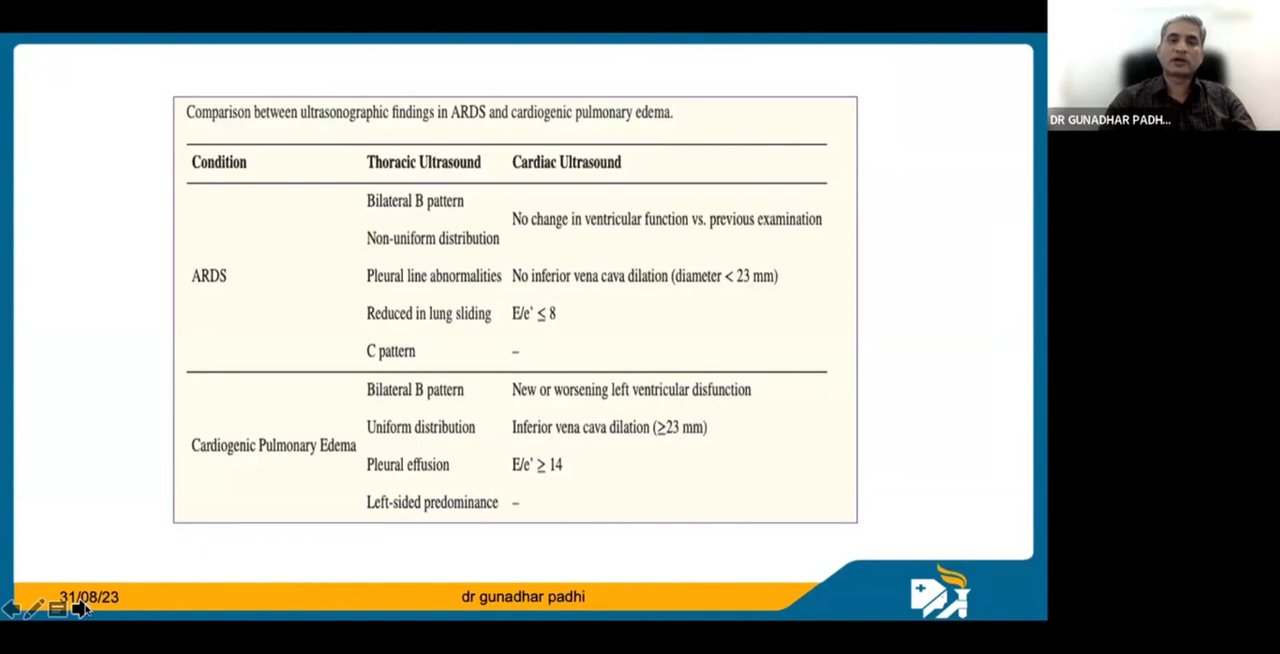 Comparison between ultrasonographic findings in ARDS and cardiogenic pulmonary edema.
Condition Thoracic Ultrasound Cardiac Ultrasound
Bilateral B pattern
No change in ventricular function vs. previous examination
Non-uniform distribution
ARDS Pleural line abnormalities No inferior vena cava dilation (diameter < 23 mm)
Reduced in lung sliding E/e' ≤ 8
C pattern –
Bilateral B pattern New or worsening left ventricular disfunction
Uniform distribution Inferior vena cava dilation (≥23 mm)
Cardiogenic Pulmonary Edema
Pleural effusion E/e' ≥ 14
Left-sided predominance –
31/08/23 dr gunadhar padhi
DR GUNADHAR PADH...